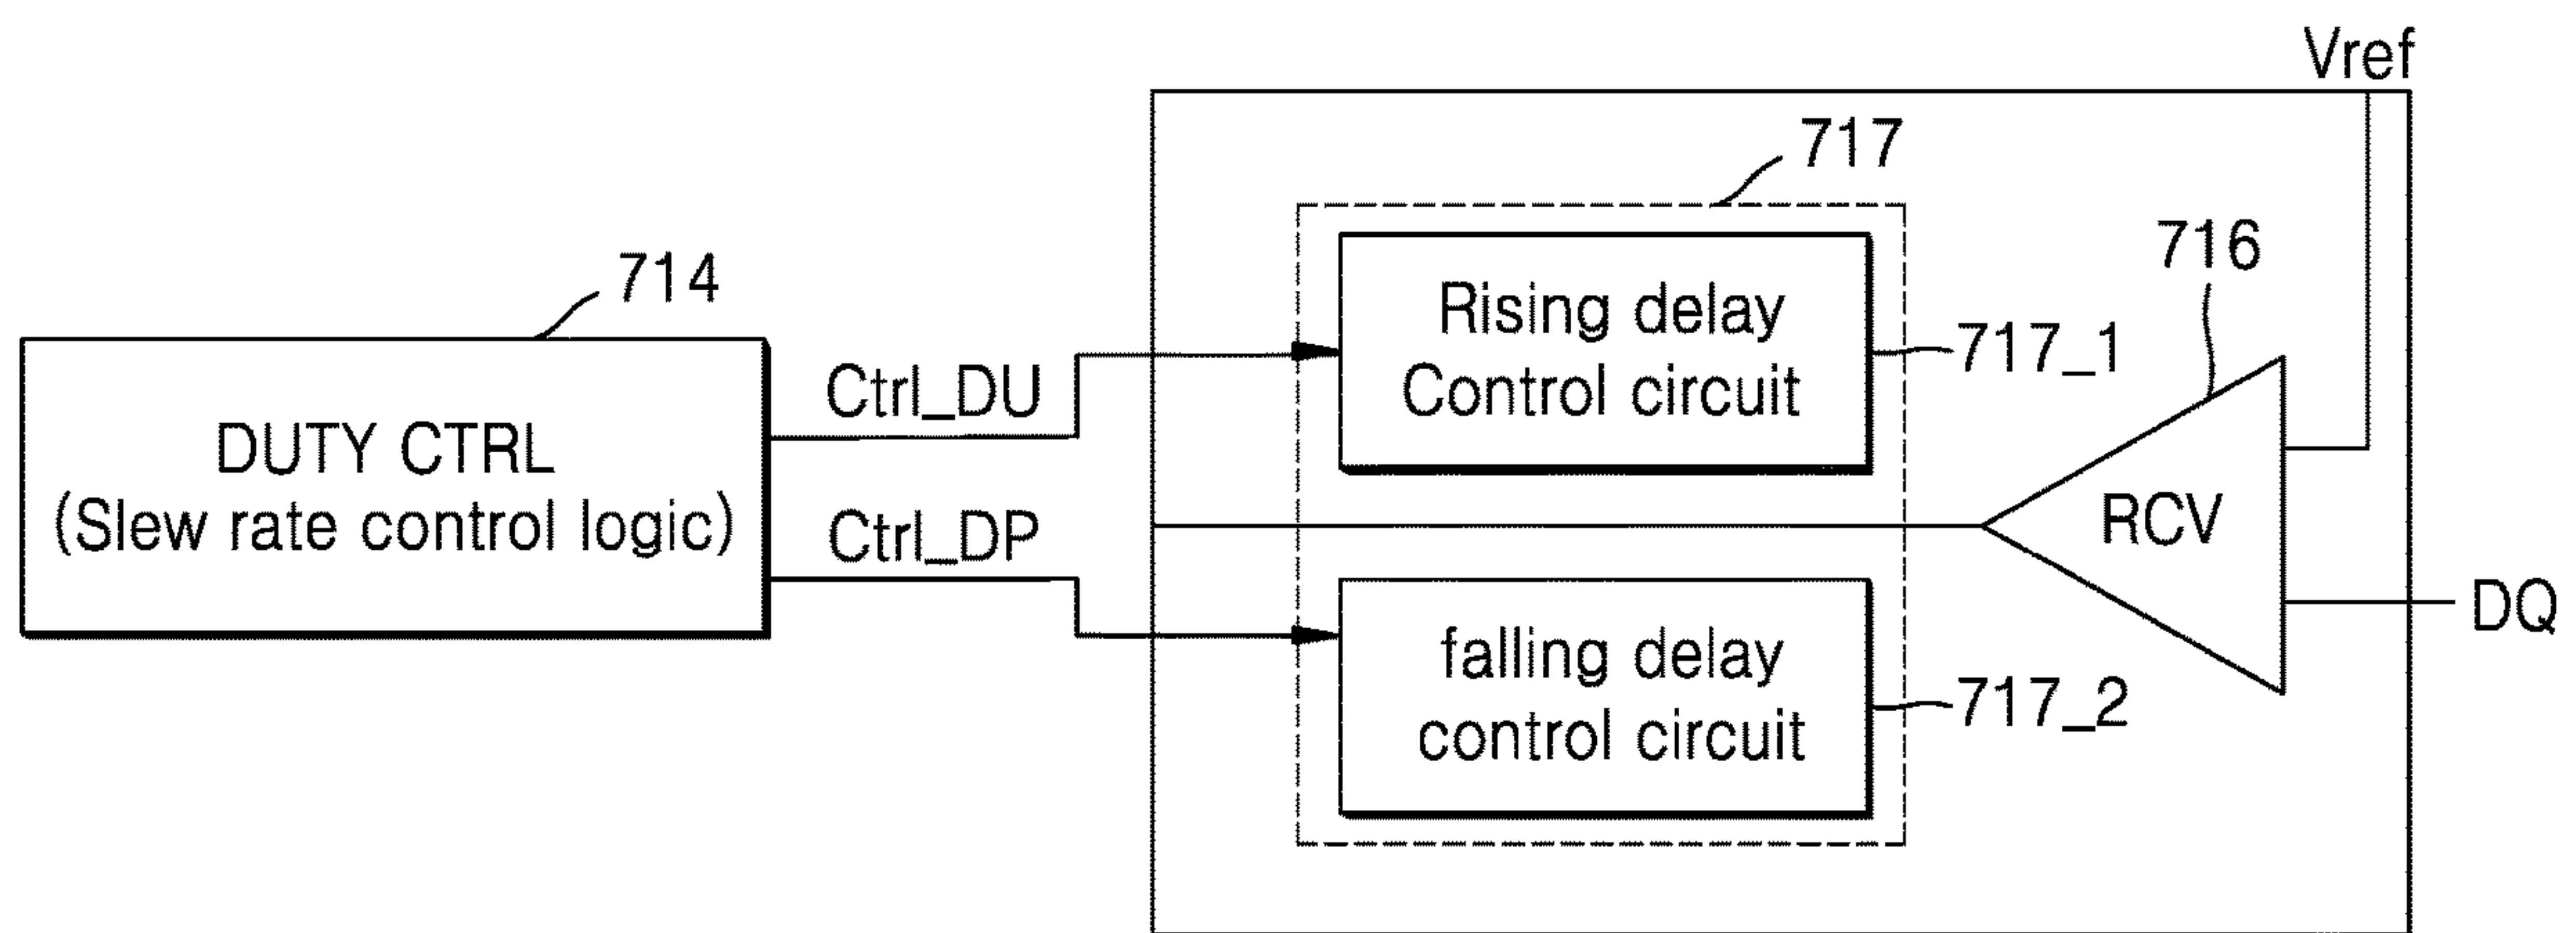 Vref
717
716
714
Rising delay
Control circuit
717_1
Ctrl_DU
DUTY CTRL
(Slew rate control logic)
RCV
Ctrl_DP
DQ
falling delay
control circuit
717_2